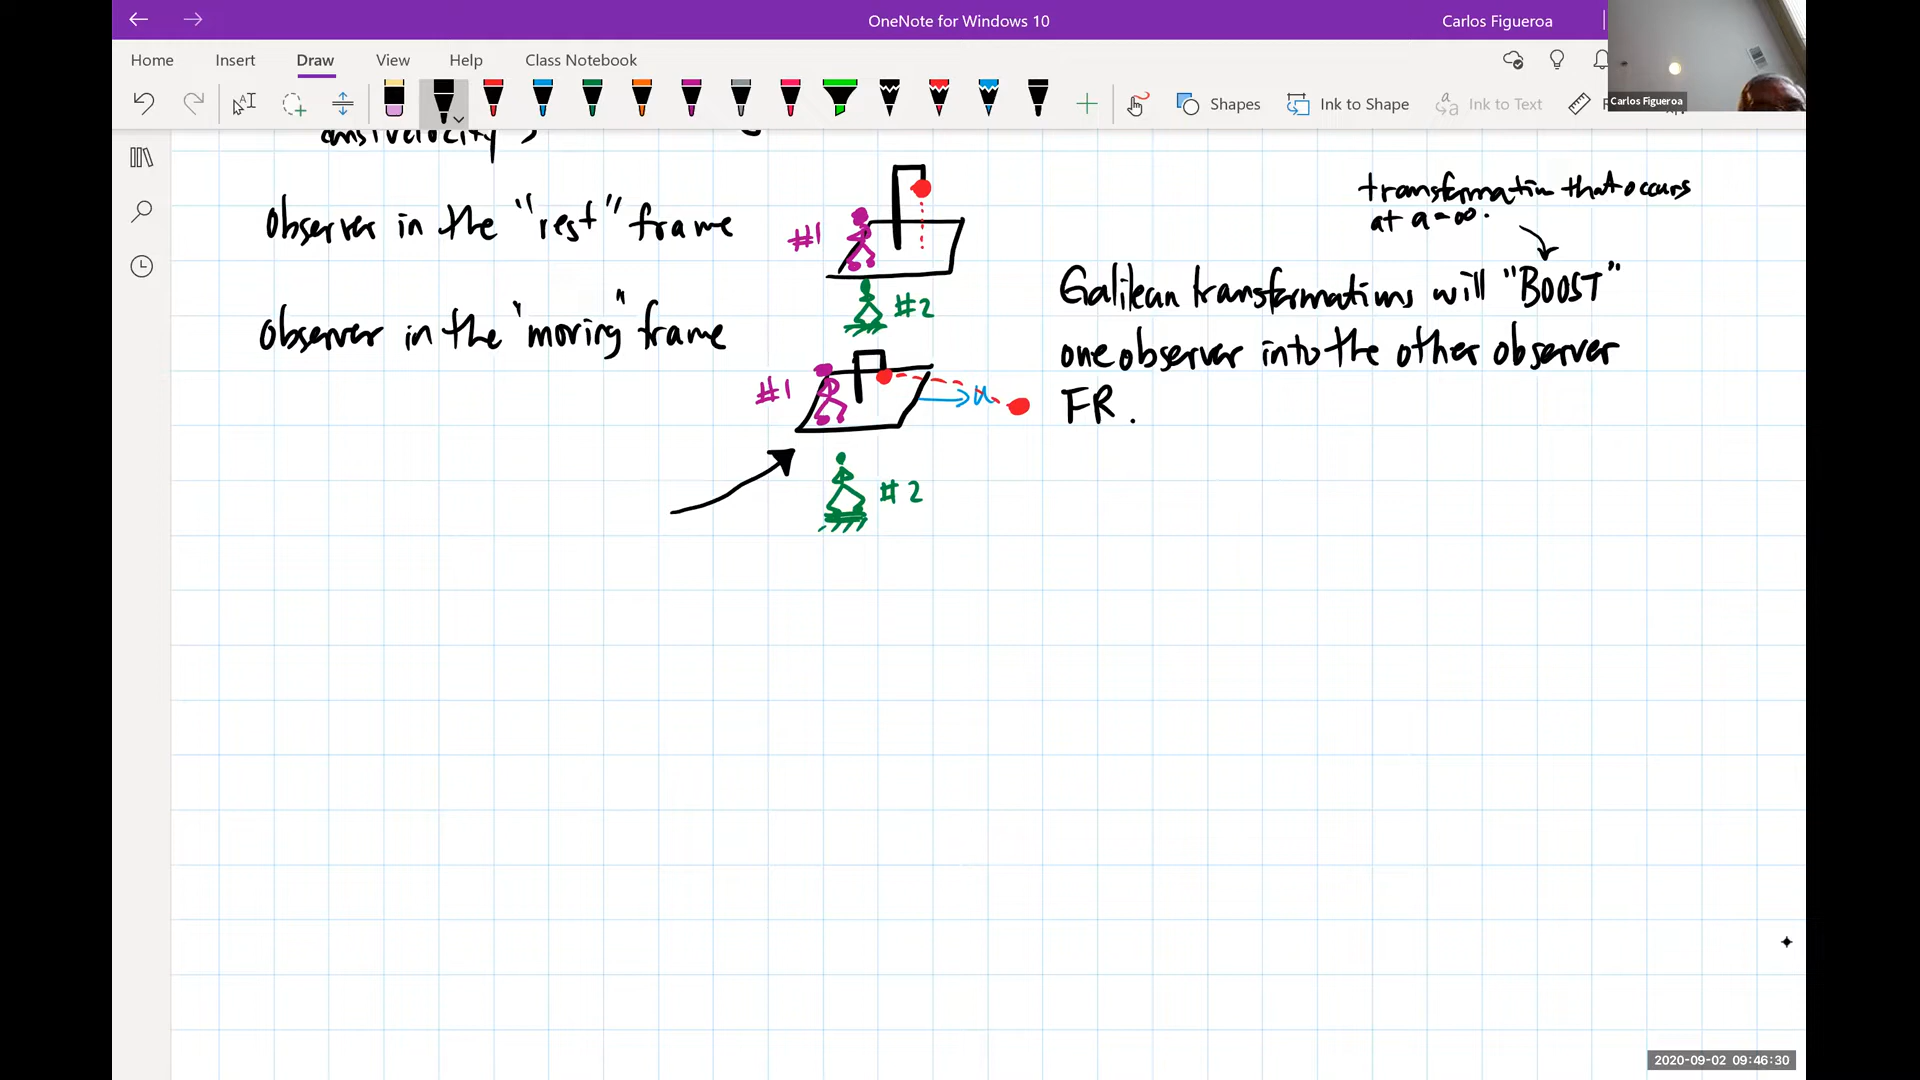 OneNote for Windows 10
Carlos Figueroa
Home Insert Draw View Help Class Notebook
Shapes Ink to Shape Ink to Text
Carlos Figueroa
observer in the "rest" frame
#1
#2
observer in the "moving" frame
#1
u
#2
transformation that occurs
at a=∞.
Galilean transformations will "BOOST"
one observer into the other observer
FR.
2020-09-02 09:46:30